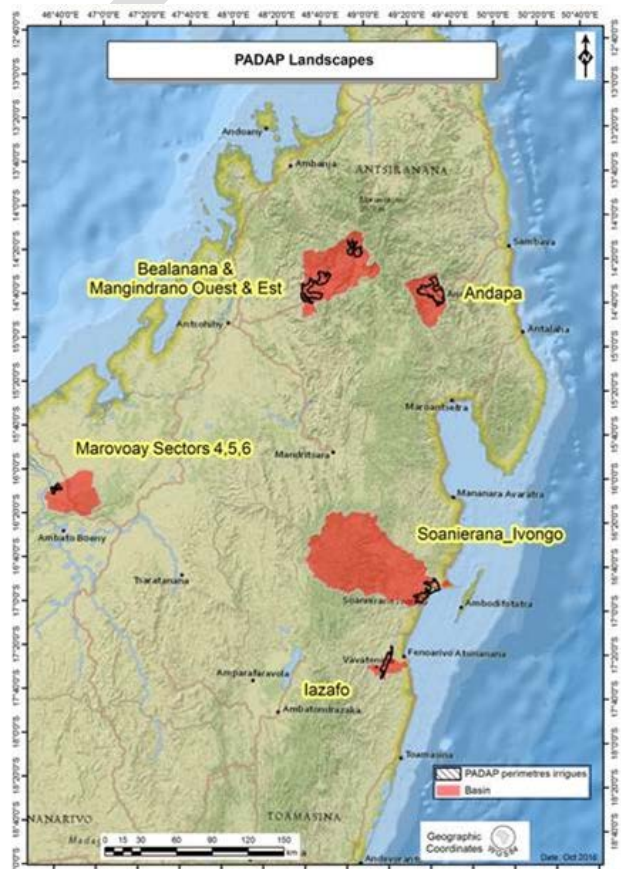 46°40'0"E 47°0'0"E 47°20'0"E 47°40'0"E 48°0'0"E 48°20'0"E 48°40'0"E 49°0'0"E 49°20'0"E 49°40'0"E 50°0'0"E 50°20'0"E 50°40'0"E
PADAP Landscapes
N
Andoany
Ambanja
ANTSIRANANA
Sambava
Bealanana &
Mangindrano Ouest & Est
Andapa
Antsohihy
Antalaha
Maroantsetra
Marovoay Sectors 4,5,6
Mandritsara
Mananara Avaratra
Soanierana_Ivongo
Ambato Boeny
Tsaratanana
Ambodifotatra
Vavatenina
Fenoarivo Atsinanana
Iazafo
Amparafaravola
Ambatondrazaka
Toamasina
PADAP perimetres irrigues
Basin
NANARIVO
TOAMASINA
Geographic
Coordinates
WGS84
0 15 30 60 90 120 150
km
Date, Oct 2016